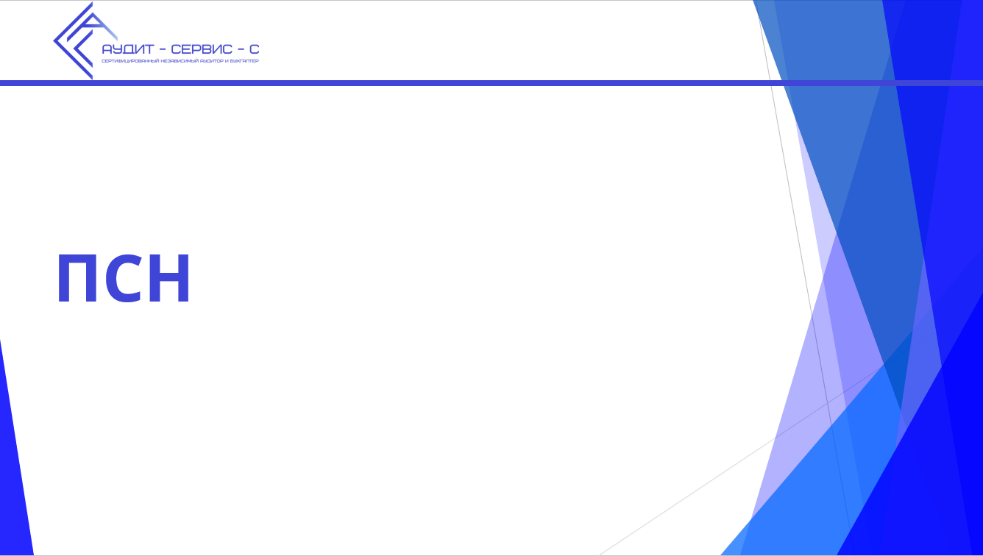 АУДИТ - СЕРВИС - С
СЕРТИФИЦИРОВАННЫЙ НЕЗАВИСИМЫЙ АУДИТОР И БУХГАЛТЕР
ПСН